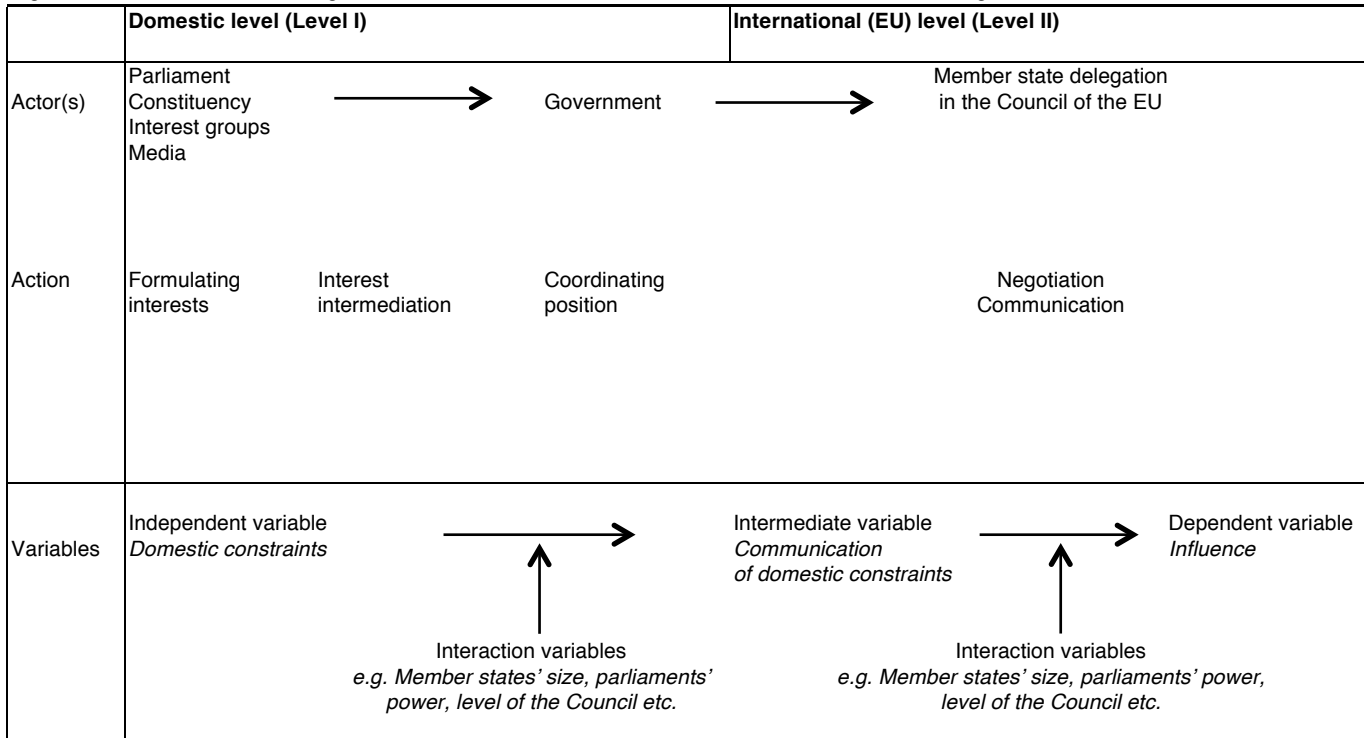 Domestic level (Level I)
International (EU) level (Level II)
Actor(s)
Parliament
Constituency
Interest groups
Media
Government
Member state delegation
in the Council of the EU
Action
Formulating
interests
Interest
intermediation
Coordinating
position
Negotiation
Communication
Variables
Independent variable
Domestic constraints
Intermediate variable
Communication
of domestic constraints
Dependent variable
Influence
Interaction variables
e.g. Member states’ size, parliaments’
power, level of the Council etc.
Interaction variables
e.g. Member states’ size, parliaments’ power,
level of the Council etc.